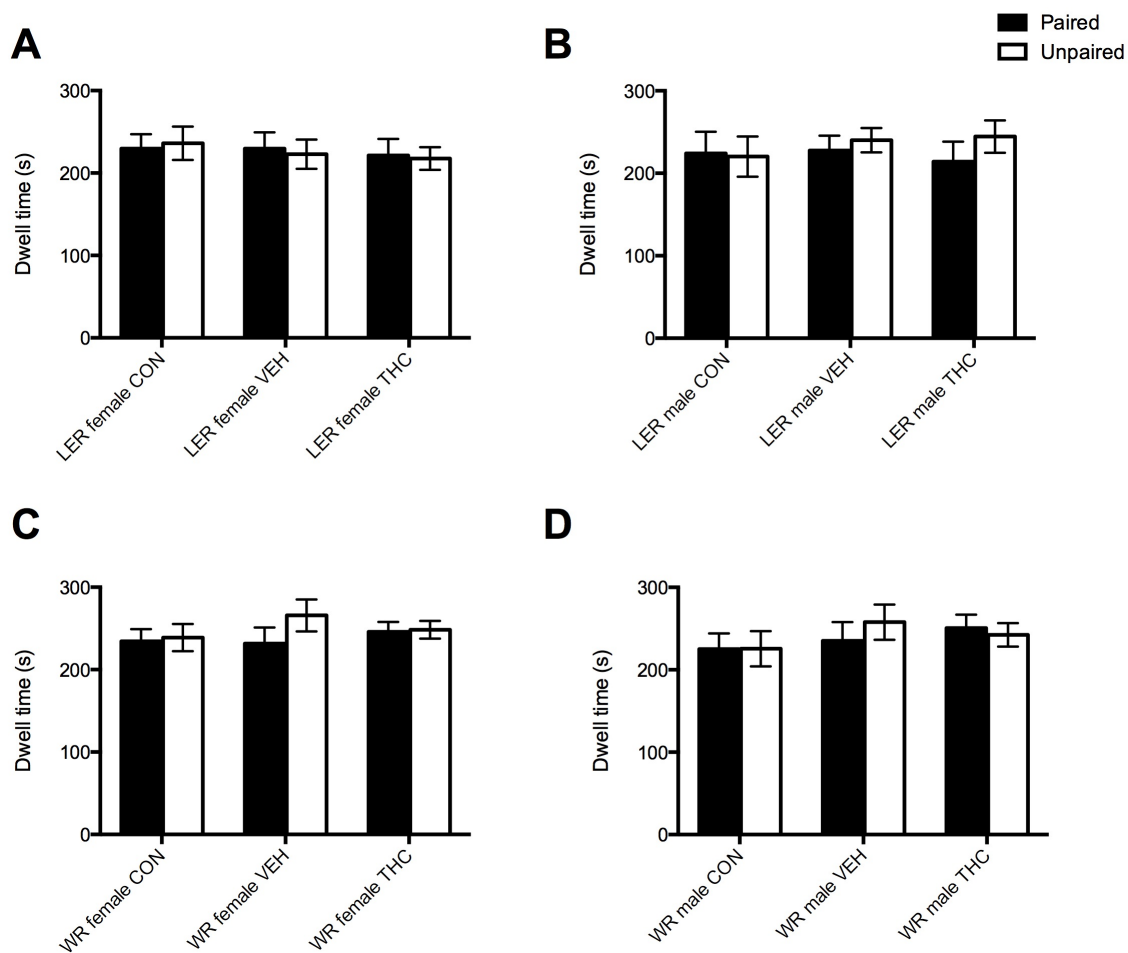 Paired
Unpaired
A
B
300
200
100
0
Dwell time (s)
LER female CON
LER female VEH
LER female THC
300
200
100
0
Dwell time (s)
LER male CON
LER male VEH
LER male THC
C
D
300
200
100
0
Dwell time (s)
WR female CON
WR female VEH
WR female THC
300
200
100
0
Dwell time (s)
WR male CON
WR male VEH
WR male THC